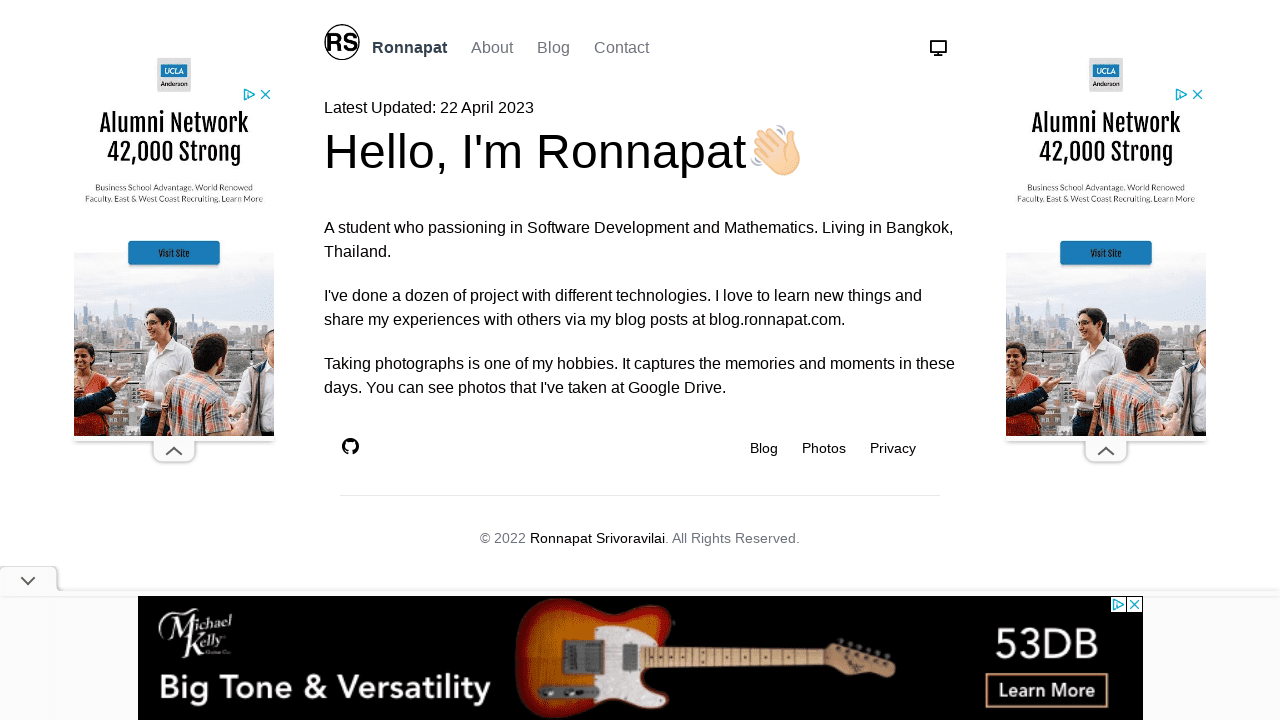 RS
Ronnapat
About
Blog
Contact
UCLA
Anderson
Alumni Network
42,000 Strong
Business School Advantage. World Renowed
Faculty. East & West Coast Recruiting. Learn More
Visit Site
Latest Updated: 22 April 2023
Hello, I'm Ronnapat👋🏻
A student who passioning in Software Development and Mathematics. Living in Bangkok,
Thailand.
I've done a dozen of project with different technologies. I love to learn new things and
share my experiences with others via my blog posts at blog.ronnapat.com.
Taking photographs is one of my hobbies. It captures the memories and moments in these
days. You can see photos that I've taken at Google Drive.
Blog
Photos
Privacy
© 2022 Ronnapat Srivoravilai. All Rights Reserved.
UCLA
Anderson
Alumni Network
42,000 Strong
Business School Advantage. World Renowed
Faculty. East & West Coast Recruiting. Learn More
Visit Site
Michael
Kelly
Guitar Co.
Big Tone & Versatility
53DB
Learn More